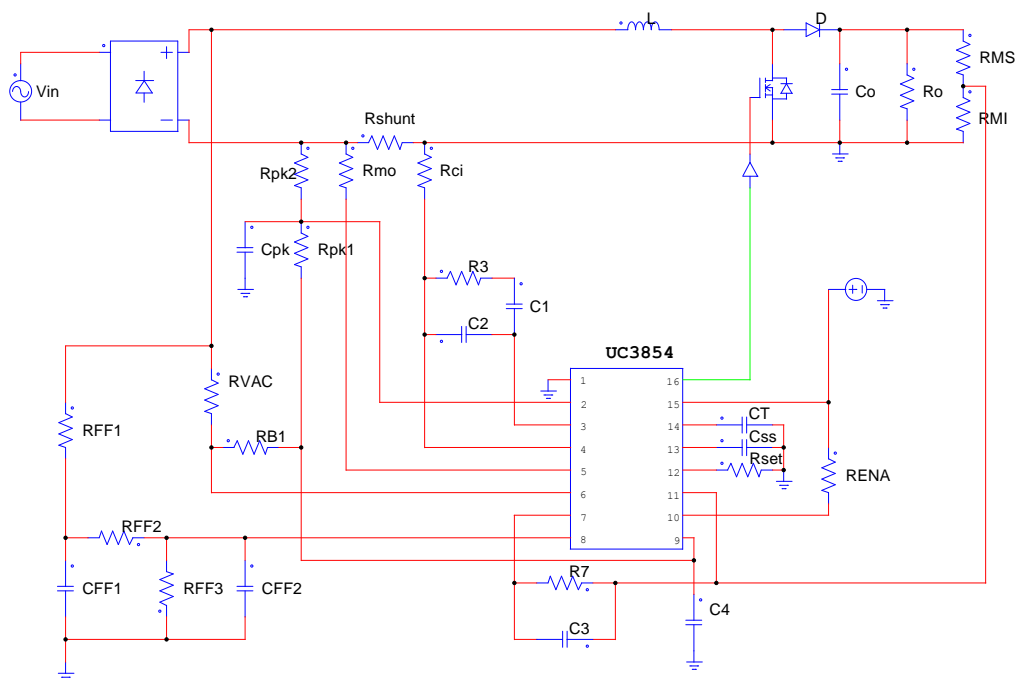 L
D
RMS
Vin
Co
Ro
RMI
Rshunt
Rpk2
Rmo
Rci
Cpk
Rpk1
R3
C1
C2
UC3854
RVAC
1
16
2
15
CT
RFF1
RB1
3
14
Css
4
13
Rset
5
12
RENA
6
11
7
10
RFF2
8
9
R7
CFF1
RFF3
CFF2
C4
C3